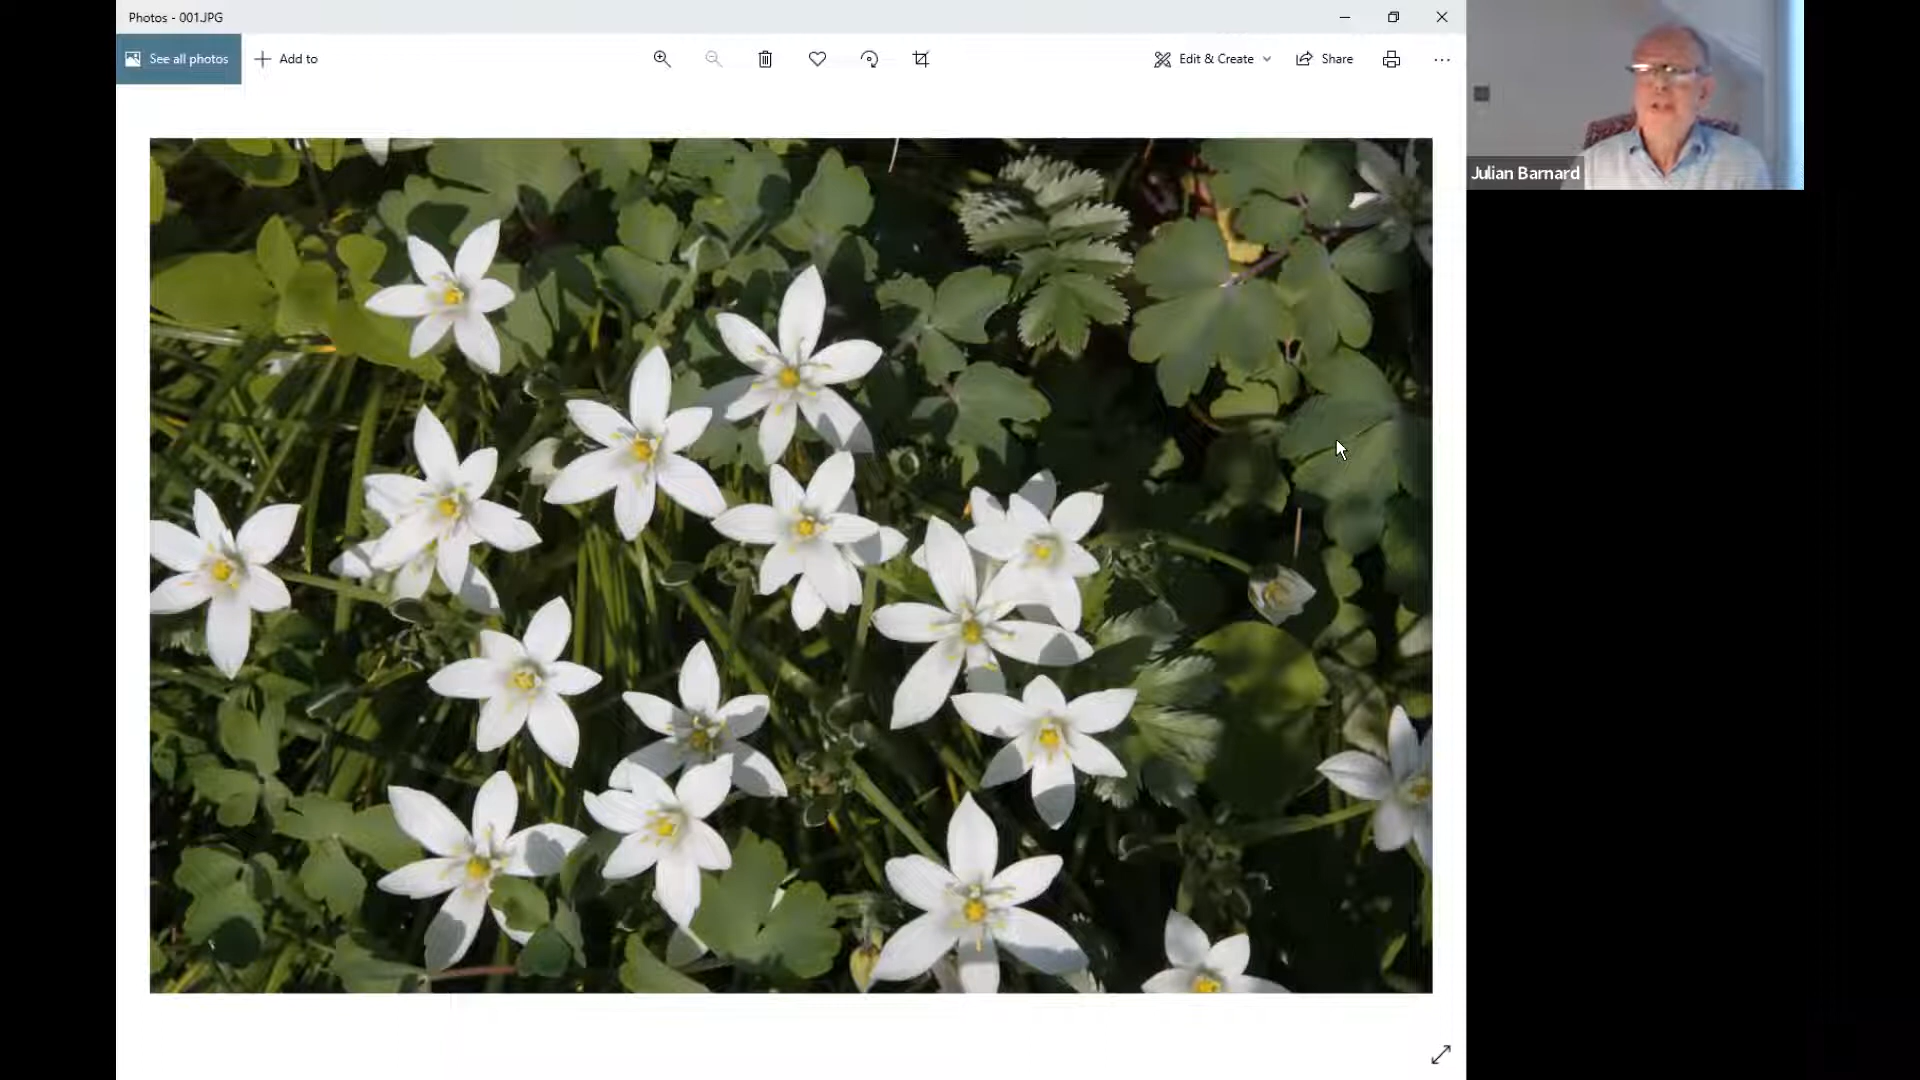 Photos - 001.JPG
See all photos
Add to
Edit & Create
Share
Julian Barnard